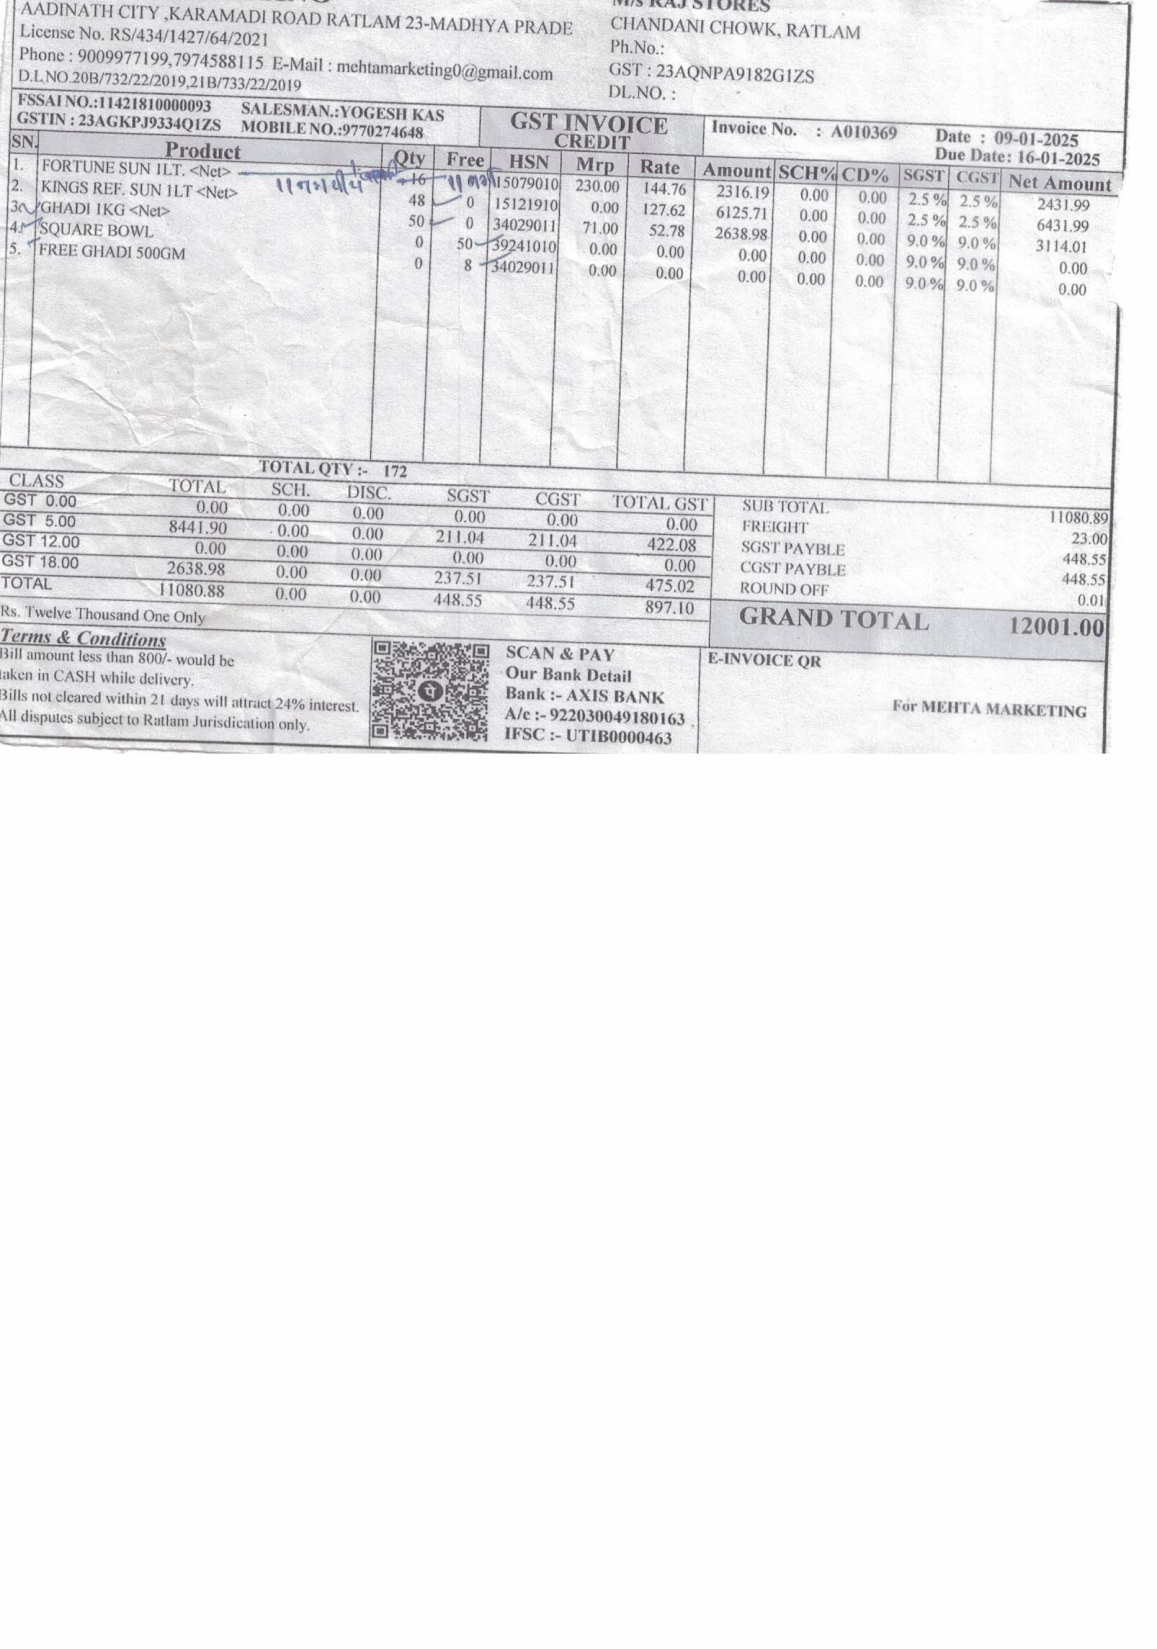 AADINATH CITY ,KARAMADI ROAD RATLAM 23-MADHYA PRADE
License No. RS/434/1427/64/2021
Phone : 9009977199,7974588115 E-Mail : mehtamarketing0@gmail.com
D.L.NO.20B/732/22/2019,21B/733/22/2019
M/s RAJ STORES
CHANDANI CHOWK, RATLAM
Ph.No.:
GST : 23AQNPA9182G1ZS
DL.NO. :
FSSAI NO.:11421810000093 SALESMAN.:YOGESH KAS
GSTIN : 23AGKPJ9334Q1ZS MOBILE NO.:9770274648
GST INVOICE
CREDIT
Invoice No. : A010369 Date : 09-01-2025
Due Date: 16-01-2025
SN. Product Qty Free HSN Mrp Rate Amount SCH% CD% SGST CGST Net Amount
1. FORTUNE SUN 1LT. <Net> 16 15079010 230.00 144.76 2316.19 0.00 0.00 2.5 % 2.5 % 2431.99
2. KINGS REF. SUN 1LT <Net> 48 0 15121910 0.00 127.62 6125.71 0.00 0.00 2.5 % 2.5 % 6431.99
3. GHADI 1KG <Net> 50 0 34029011 71.00 52.78 2638.98 0.00 0.00 9.0 % 9.0 % 3114.01
4. SQUARE BOWL 0 50 39241010 0.00 0.00 0.00 0.00 0.00 9.0 % 9.0 % 0.00
5. FREE GHADI 500GM 0 8 34029011 0.00 0.00 0.00 0.00 0.00 9.0 % 9.0 % 0.00
TOTAL QTY :- 172
CLASS TOTAL SCH. DISC. SGST CGST TOTAL GST
GST 0.00 0.00 0.00 0.00 0.00 0.00 0.00
GST 5.00 8441.90 0.00 0.00 211.04 211.04 422.08
GST 12.00 0.00 0.00 0.00 0.00 0.00 0.00
GST 18.00 2638.98 0.00 0.00 237.51 237.51 475.02
TOTAL 11080.88 0.00 0.00 448.55 448.55 897.10
SUB TOTAL 11080.89
FREIGHT 23.00
SGST PAYBLE 448.55
CGST PAYBLE 448.55
ROUND OFF 0.01
GRAND TOTAL 12001.00
Rs. Twelve Thousand One Only
Terms & Conditions
Bill amount less than 800/- would be
taken in CASH while delivery.
Bills not cleared within 21 days will attract 24% interest.
All disputes subject to Ratlam Jurisdication only.
SCAN & PAY
Our Bank Detail
Bank :- AXIS BANK
A/c :- 922030049180163
IFSC :- UTIB0000463
E-INVOICE QR
For MEHTA MARKETING